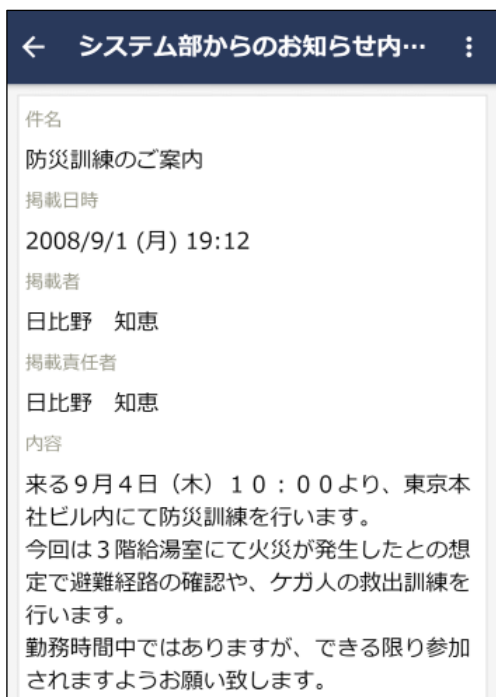 システム部からのお知らせ内…
件名
防災訓練のご案内
掲載日時
2008/9/1 (月) 19:12
掲載者
日比野　知恵
掲載責任者
日比野　知恵
内容
来る９月４日（木）１０：００より、東京本
社ビル内にて防災訓練を行います。
今回は３階給湯室にて火災が発生したとの想
定で避難経路の確認や、ケガ人の救出訓練を
行います。
勤務時間中ではありますが、できる限り参加
されますようお願い致します。